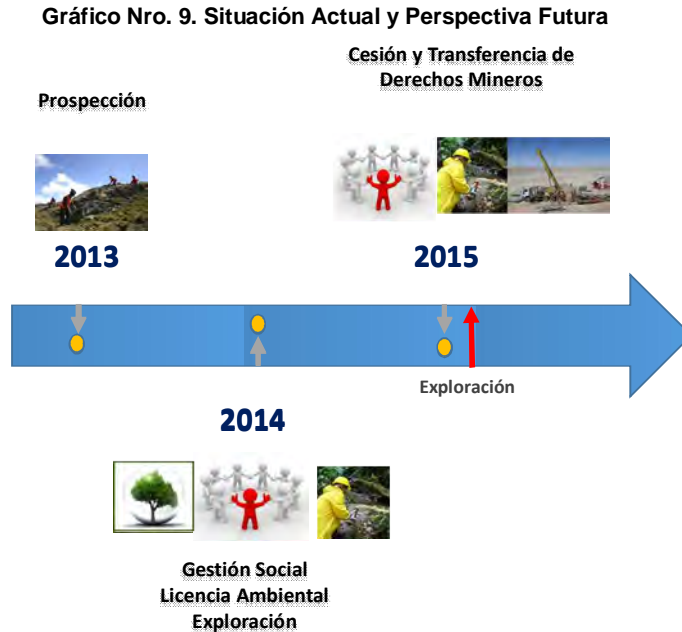 Gráfico Nro. 9. Situación Actual y Perspectiva Futura
Cesión y Transferencia de
Derechos Mineros
Prospección
2013
2015
Exploración
2014
Gestión Social
Licencia Ambiental
Exploración